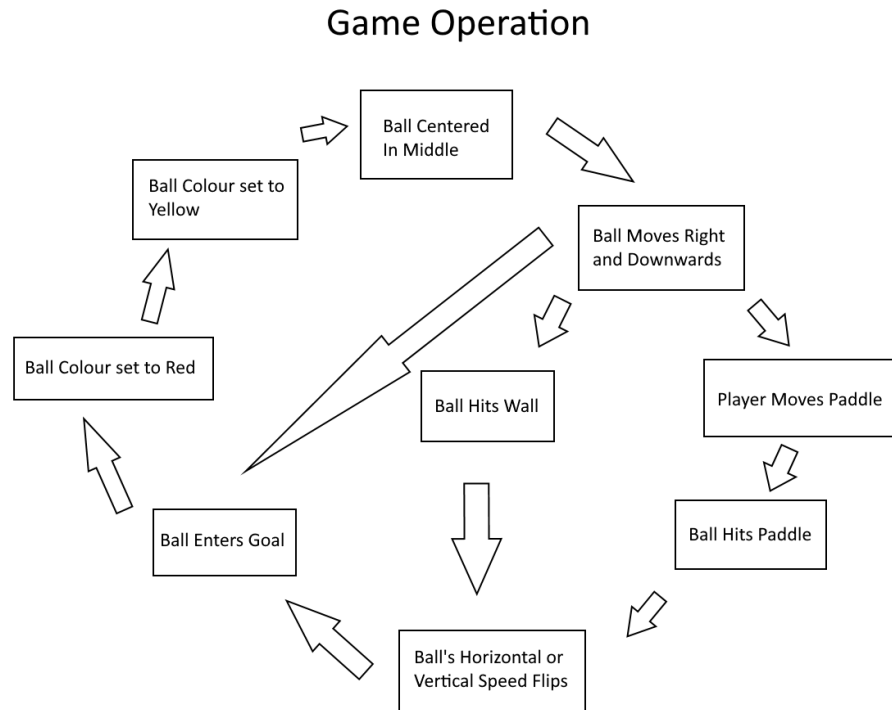 Game Operation
Ball Centered
In Middle
Ball Colour set to
Yellow
Ball Moves Right
and Downwards
Ball Colour set to Red
Ball Hits Wall
Player Moves Paddle
Ball Enters Goal
Ball Hits Paddle
Ball's Horizontal or
Vertical Speed Flips